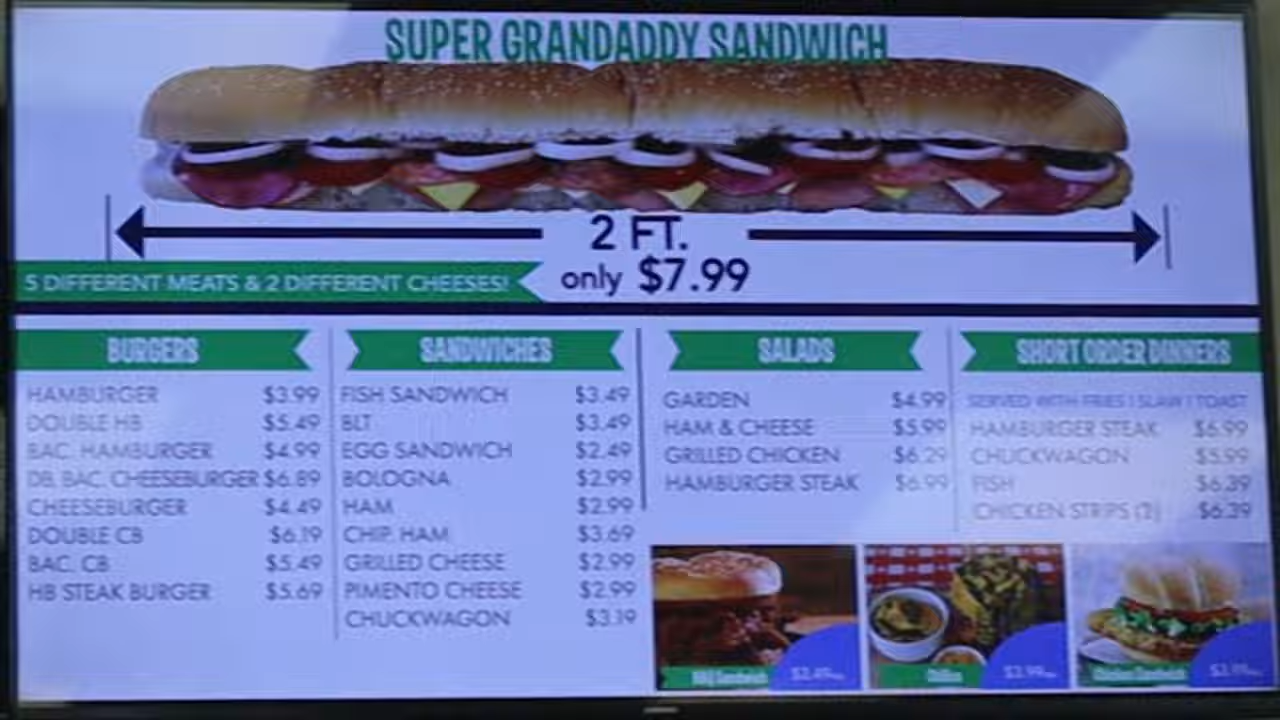 SUPER GRANDADDY SANDWICH
2 FT.
only $7.99
5 DIFFERENT MEATS & 2 DIFFERENT CHEESES!
BURGERS
HAMBURGER $3.99
DOUBLE HB $5.49
BAC. HAMBURGER $4.99
DB. BAC. CHEESEBURGER $6.89
CHEESEBURGER $4.49
DOUBLE CB $6.19
BAC. CB $5.49
HB STEAK BURGER $5.69
SANDWICHES
FISH SANDWICH $3.49
BLT $3.49
EGG SANDWICH $2.49
BOLOGNA $2.99
HAM $2.99
CHIP. HAM $3.69
GRILLED CHEESE $2.99
PIMENTO CHEESE $2.99
CHUCKWAGON $3.19
SALADS
GARDEN $4.99
HAM & CHEESE $5.99
GRILLED CHICKEN $6.29
HAMBURGER STEAK $6.99
SHORT ORDER DINNERS
SERVED WITH FRIES | SLAW | TOAST
HAMBURGER STEAK $6.99
CHUCKWAGON $5.99
FISH $6.39
CHICKEN STRIPS (3) $6.39
BBQ Sandwich
Chicken Sandwich